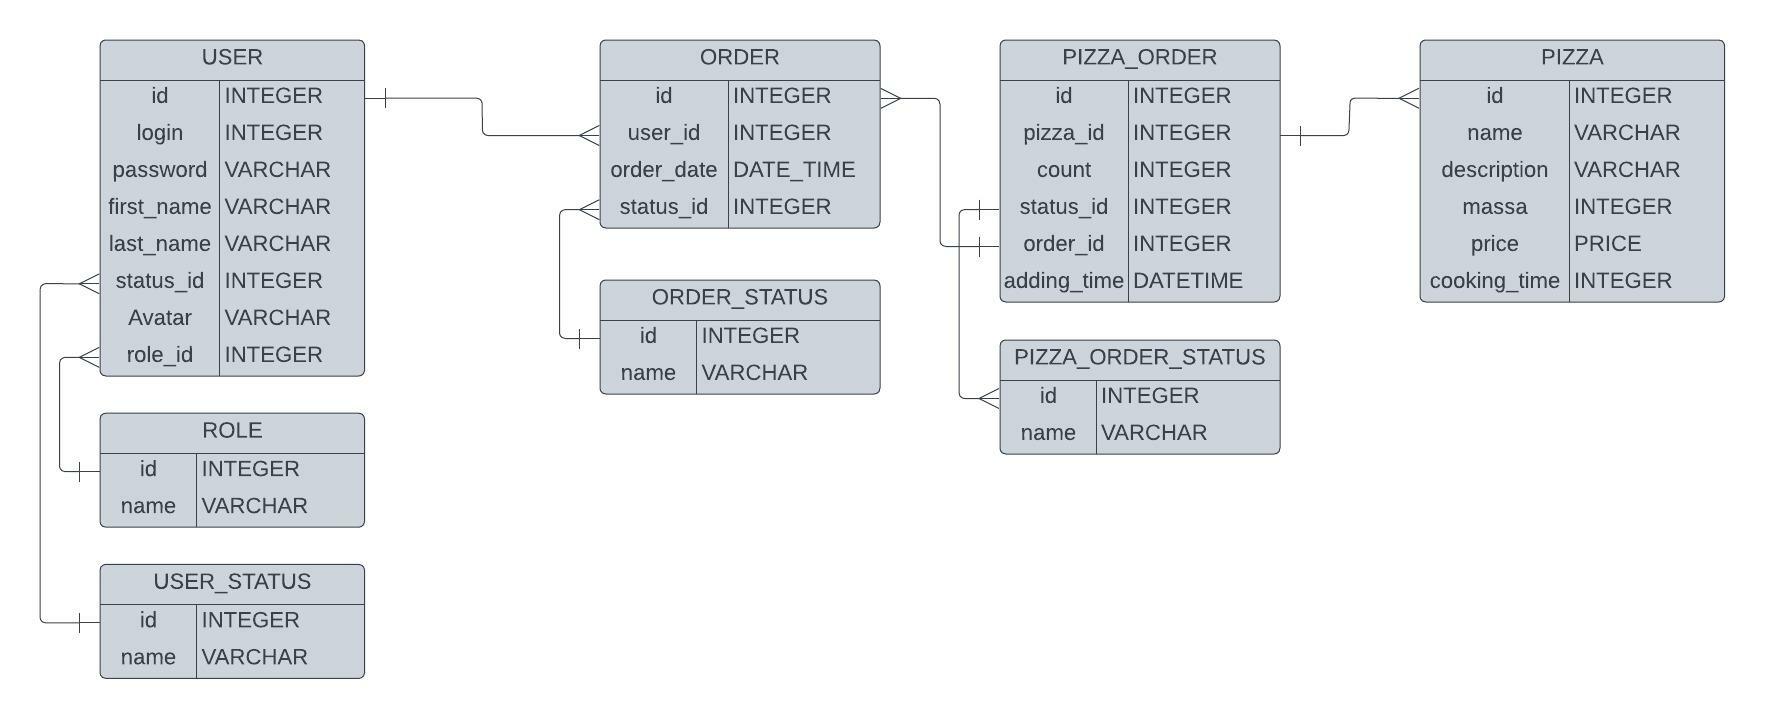 USER
id INTEGER
login INTEGER
password VARCHAR
first_name VARCHAR
last_name VARCHAR
status_id INTEGER
Avatar VARCHAR
role_id INTEGER
ROLE
id INTEGER
name VARCHAR
USER_STATUS
id INTEGER
name VARCHAR
ORDER
id INTEGER
user_id INTEGER
order_date DATE_TIME
status_id INTEGER
ORDER_STATUS
id INTEGER
name VARCHAR
PIZZA_ORDER
id INTEGER
pizza_id INTEGER
count INTEGER
status_id INTEGER
order_id INTEGER
adding_time DATETIME
PIZZA_ORDER_STATUS
id INTEGER
name VARCHAR
PIZZA
id INTEGER
name VARCHAR
description VARCHAR
massa INTEGER
price PRICE
cooking_time INTEGER